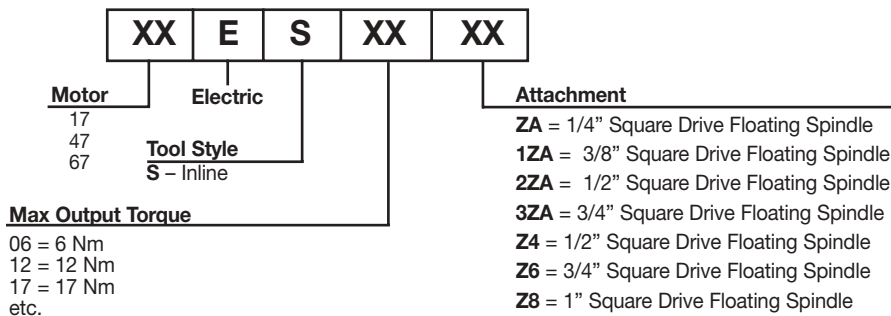 XX E S XX XX
Motor
17
47
67
Electric
Tool Style
S – Inline
Max Output Torque
06 = 6 Nm
12 = 12 Nm
17 = 17 Nm
etc.
Attachment
ZA = 1/4” Square Drive Floating Spindle
1ZA = 3/8” Square Drive Floating Spindle
2ZA = 1/2” Square Drive Floating Spindle
3ZA = 3/4” Square Drive Floating Spindle
Z4 = 1/2” Square Drive Floating Spindle
Z6 = 3/4” Square Drive Floating Spindle
Z8 = 1” Square Drive Floating Spindle